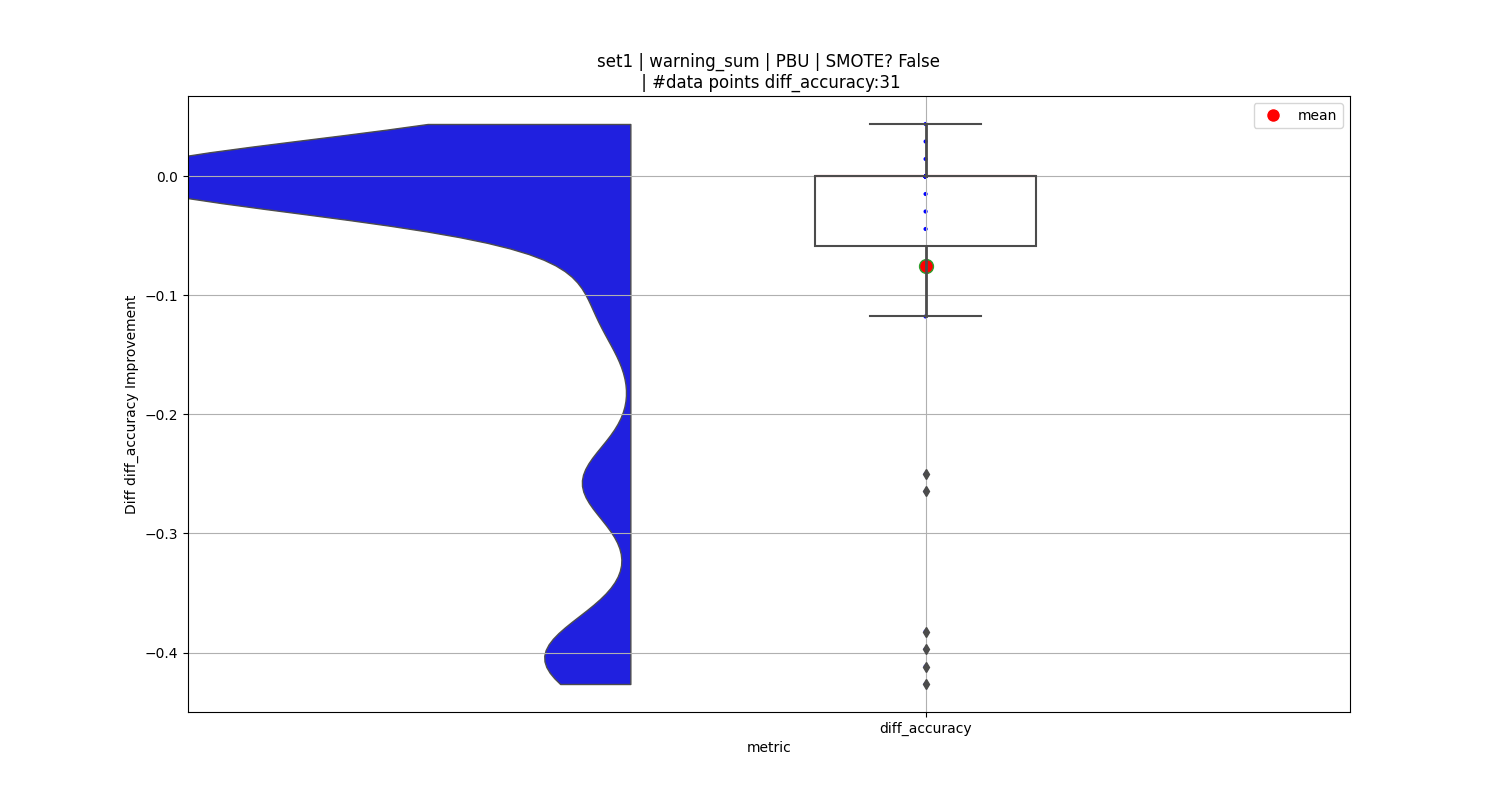 set1 | warning_sum | PBU | SMOTE? False
| #data points diff_accuracy:31
mean
0.0
−0.1
−0.2
−0.3
−0.4
Diff diff_accuracy Improvement
diff_accuracy
metric